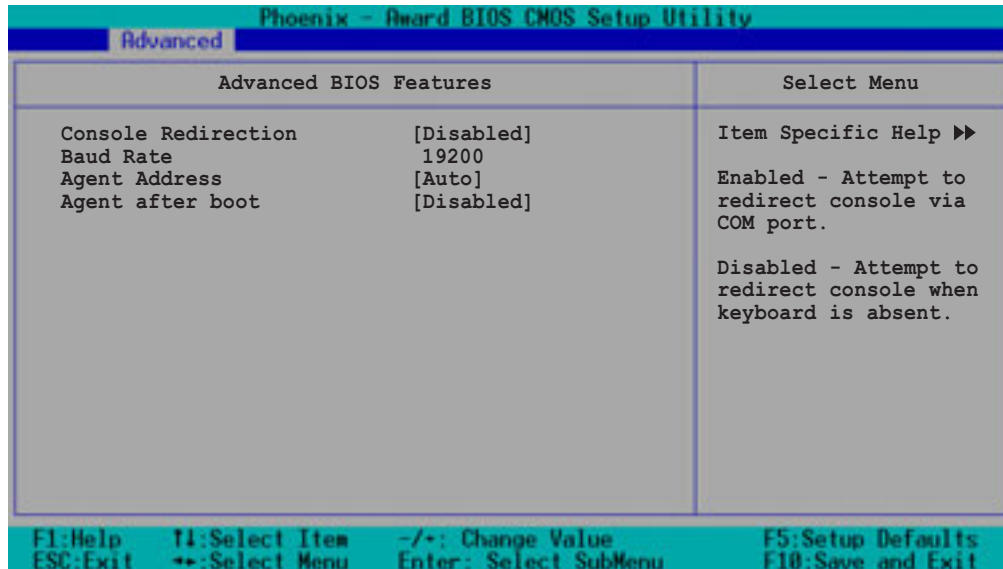 Phoenix - Award BIOS CMOS Setup Utility
Advanced
Advanced BIOS Features
Select Menu
Console Redirection [Disabled]
Baud Rate 19200
Agent Address [Auto]
Agent after boot [Disabled]
Item Specific Help ▶▶
Enabled - Attempt to
redirect console via
COM port.
Disabled - Attempt to
redirect console when
keyboard is absent.
F1:Help ↑↓:Select Item -/+: Change Value F5:Setup Defaults
ESC:Exit ←→:Select Menu Enter: Select SubMenu F10:Save and Exit